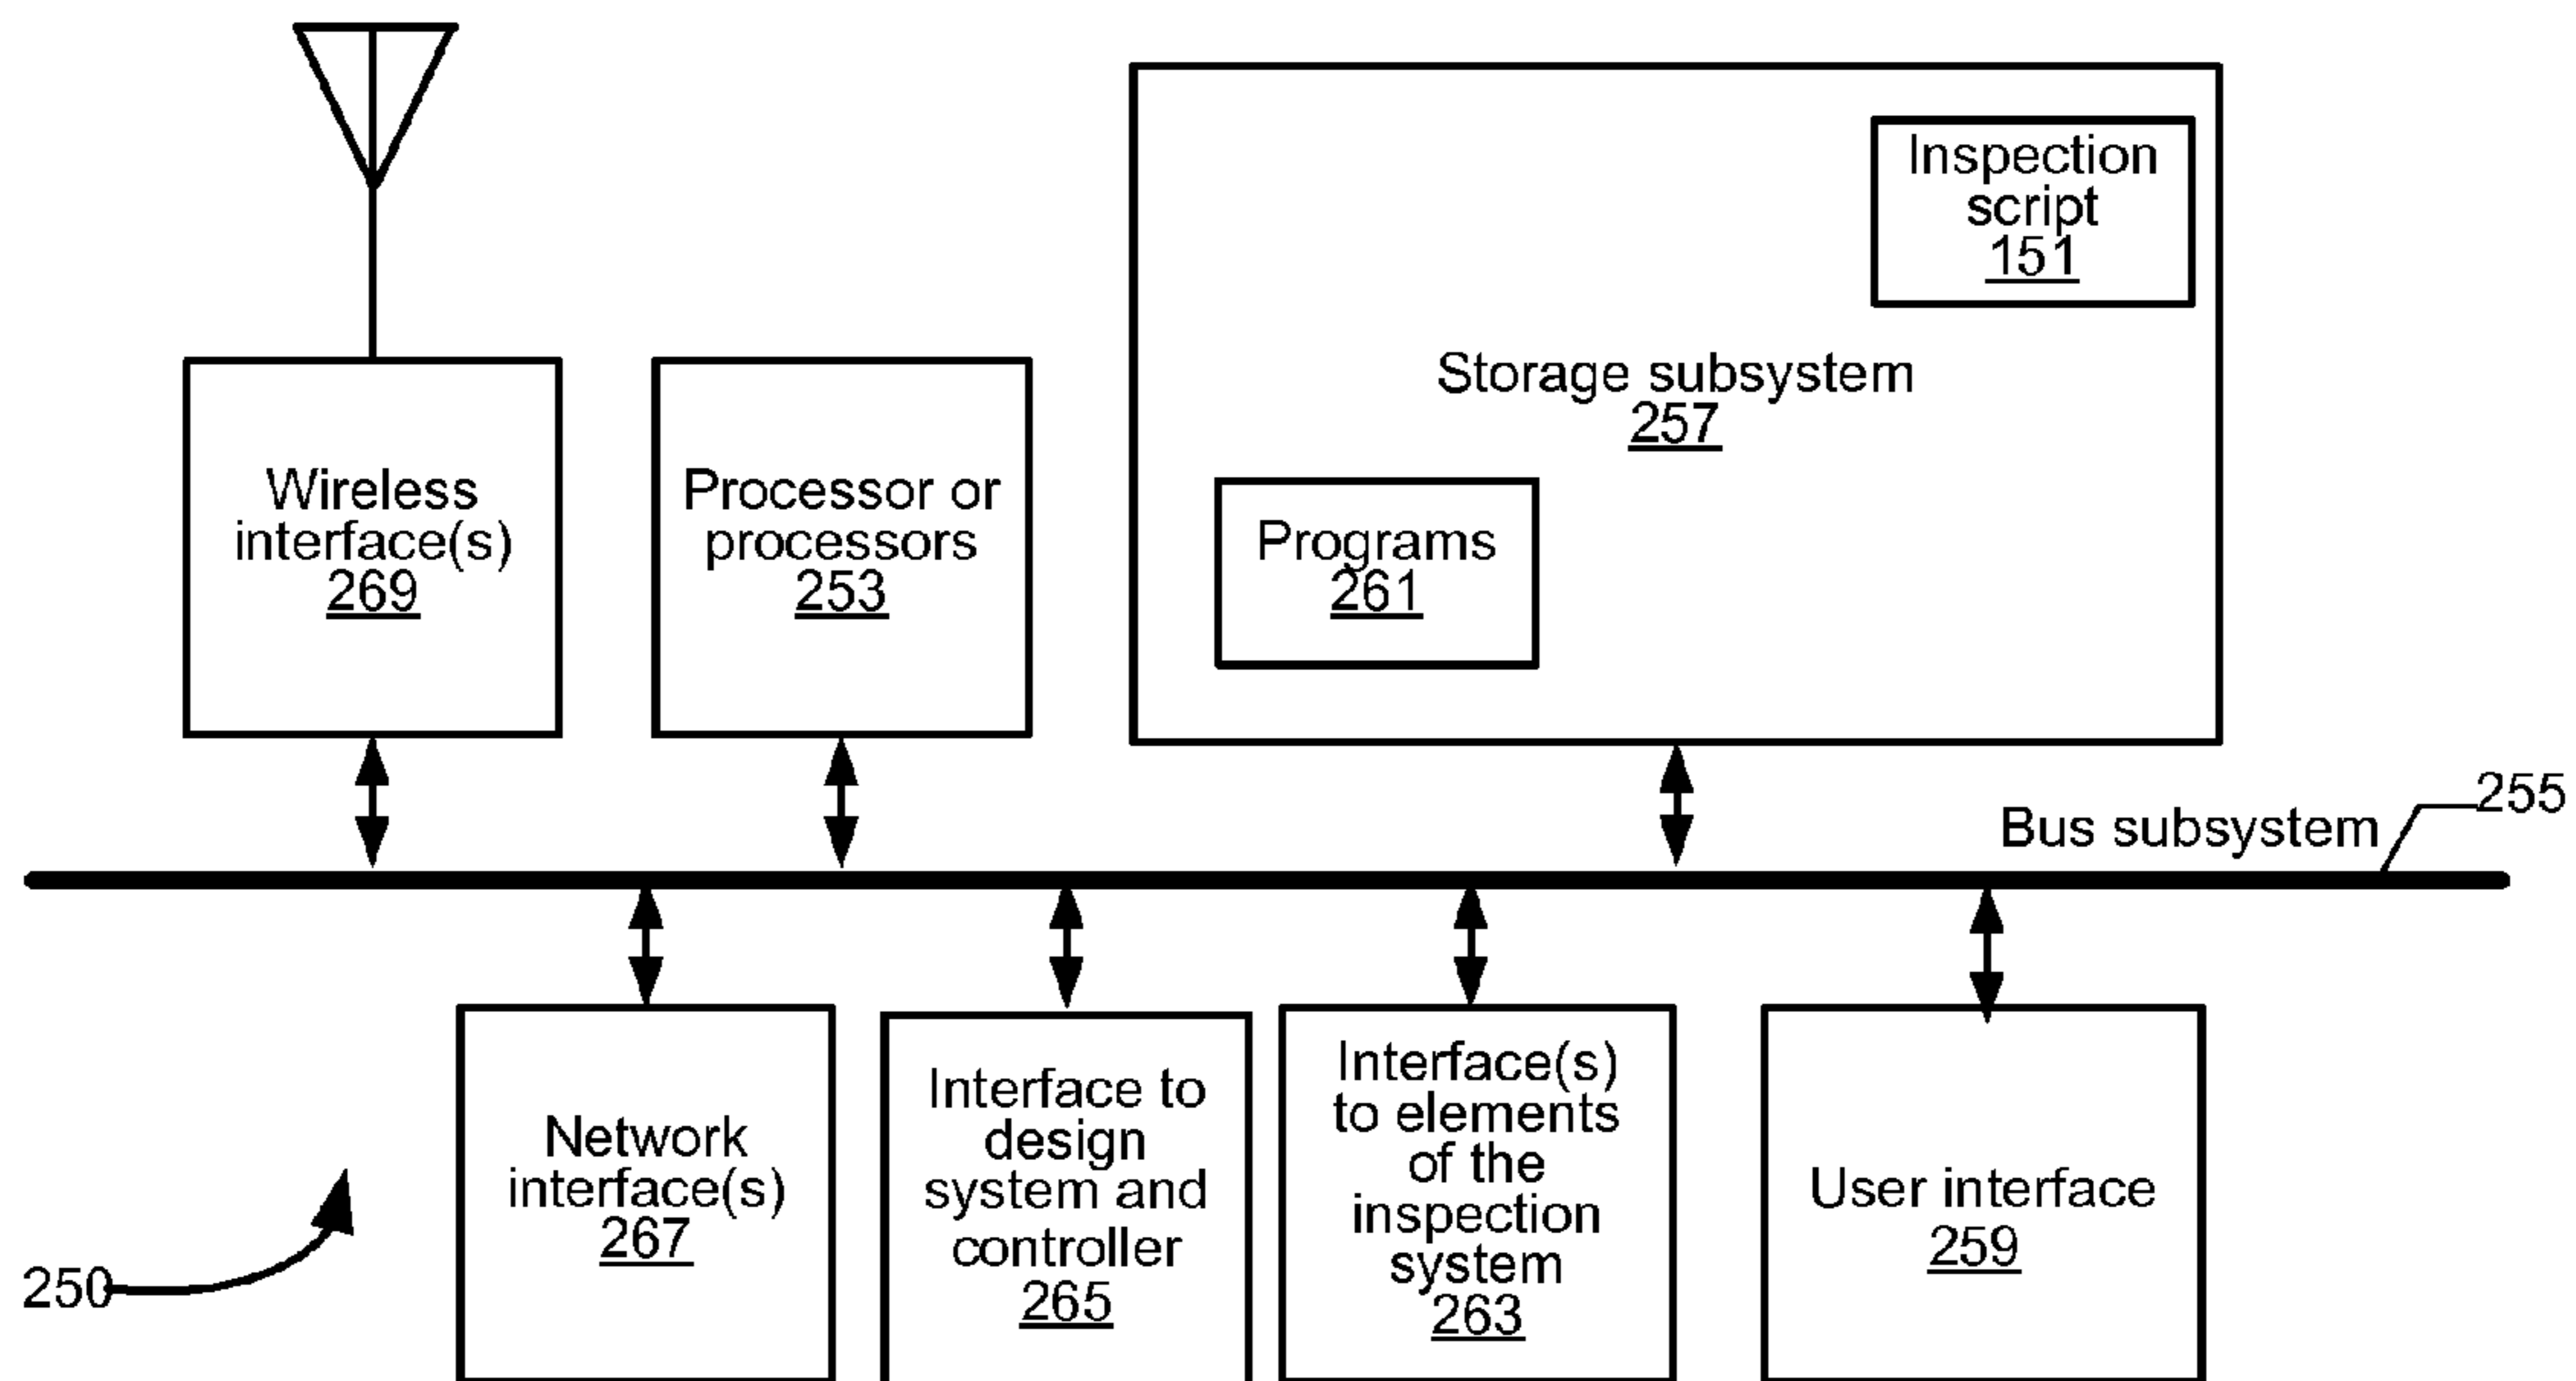 Inspection
script
151
Storage subsystem
257
Wireless
interface(s)
269
Processor or
processors
253
Programs
261
255
Bus subsystem
Network
interface(s)
267
Interface to
design
system and
controller
265
Interface(s)
to elements
of the
inspection
system
263
User interface
259
250